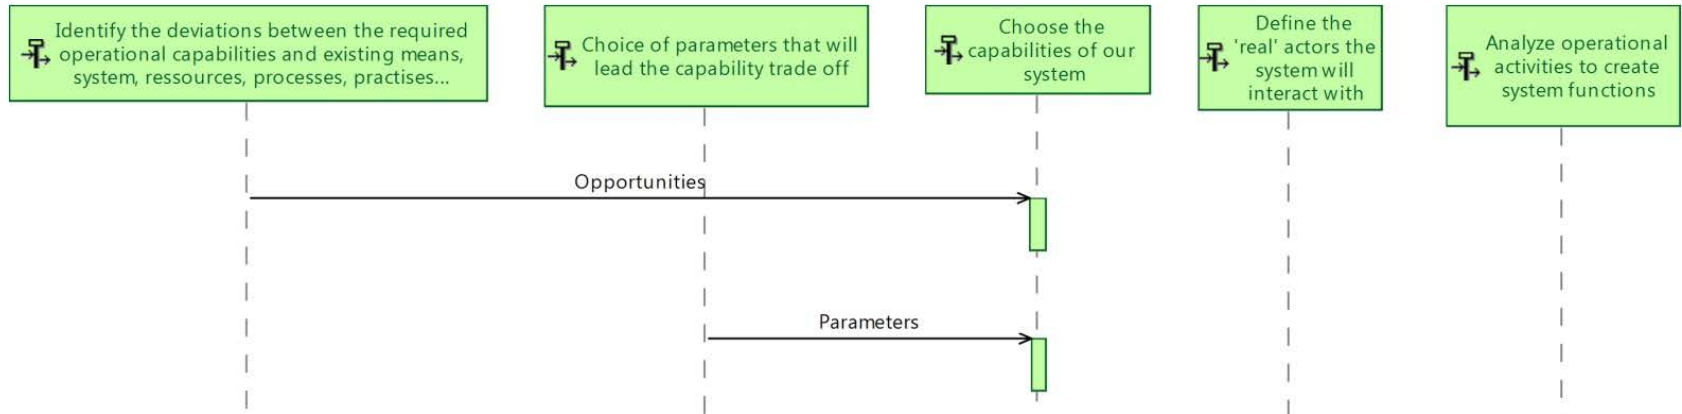 Identify the deviations between the required
operational capabilities and existing means,
system, ressources, processes, practises...
Choice of parameters that will
lead the capability trade off
Choose the
capabilities of our
system
Define the
'real' actors the
system will
interact with
Analyze operational
activities to create
system functions
Opportunities
Parameters